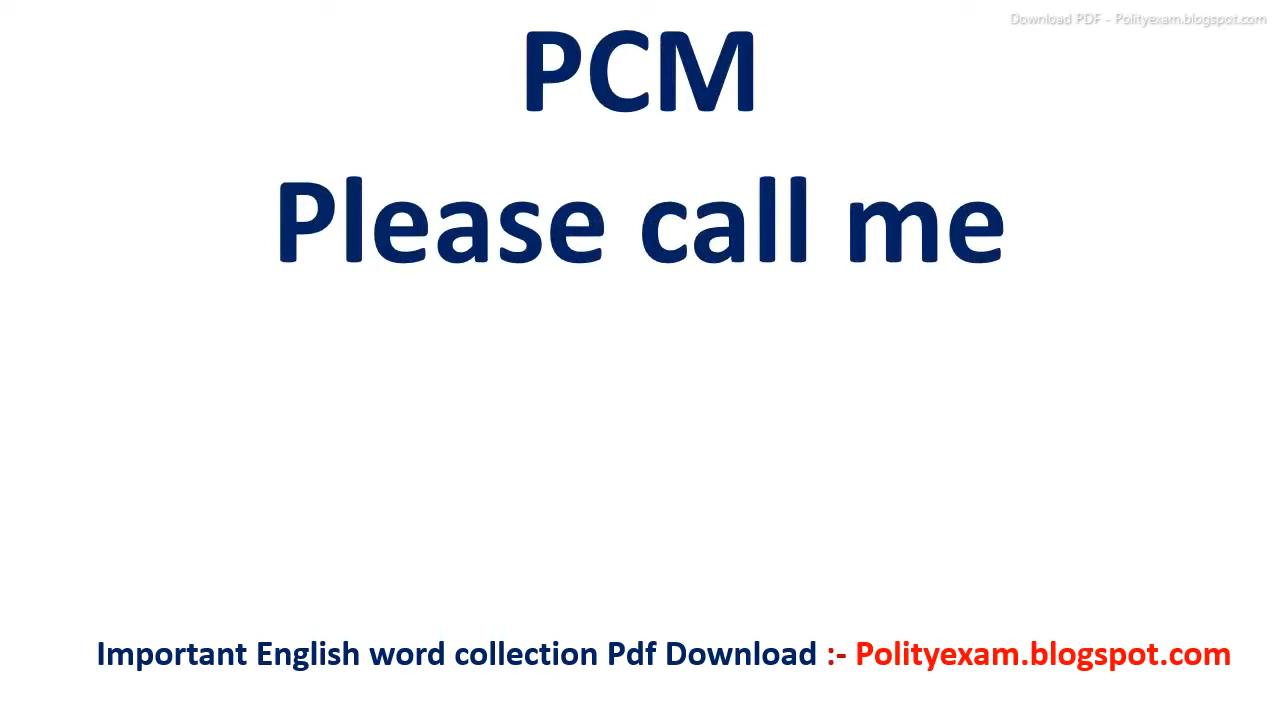 Download PDF - Polityexam.blogspot.com
PCM
Please call me
Important English word collection Pdf Download :- Polityexam.blogspot.com